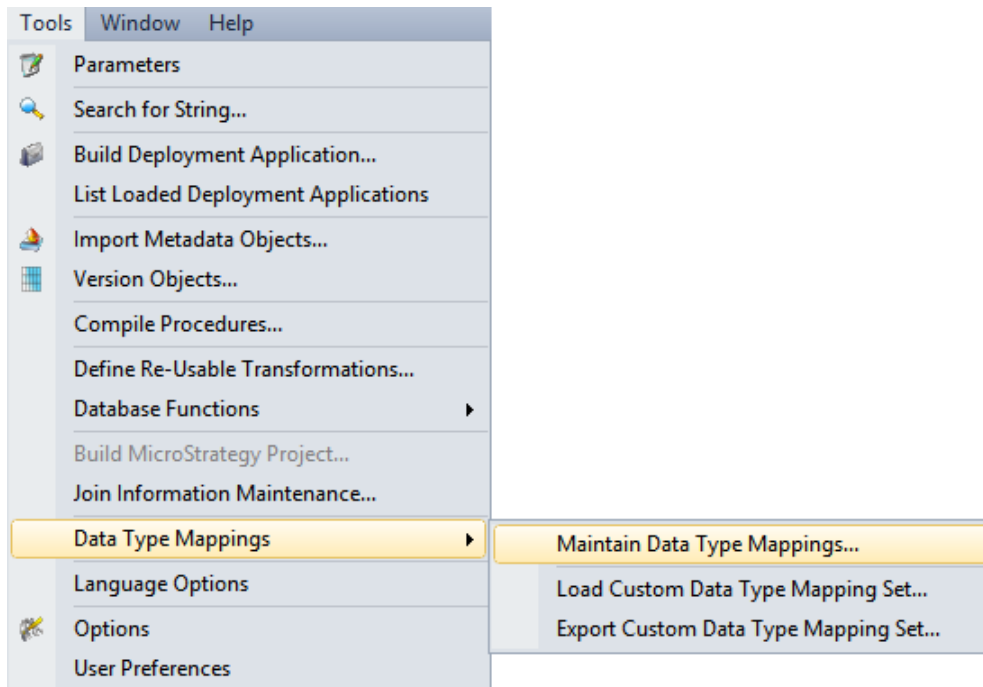 Tools Window Help
Parameters
Search for String...
Build Deployment Application...
List Loaded Deployment Applications
Import Metadata Objects...
Version Objects...
Compile Procedures...
Define Re-Usable Transformations...
Database Functions
Build MicroStrategy Project...
Join Information Maintenance...
Data Type Mappings
Maintain Data Type Mappings...
Load Custom Data Type Mapping Set...
Export Custom Data Type Mapping Set...
Language Options
Options
User Preferences